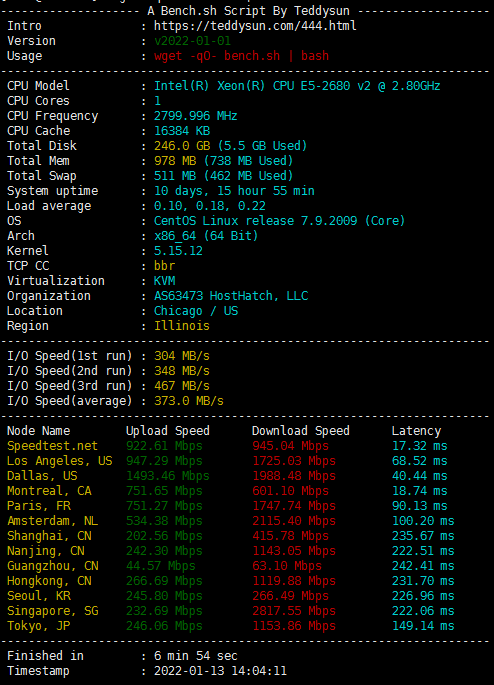 -------------------- A Bench.sh Script By Teddysun -------------------
 Intro              : https://teddysun.com/444.html
 Version            : v2022-01-01
 Usage              : wget -qO- bench.sh | bash
----------------------------------------------------------------------
 CPU Model          : Intel(R) Xeon(R) CPU E5-2680 v2 @ 2.80GHz
 CPU Cores          : 1
 CPU Frequency      : 2799.996 MHz
 CPU Cache          : 16384 KB
 Total Disk         : 246.0 GB (5.5 GB Used)
 Total Mem          : 978 MB (738 MB Used)
 Total Swap         : 511 MB (462 MB Used)
 System uptime      : 10 days, 15 hour 55 min
 Load average       : 0.10, 0.18, 0.22
 OS                 : CentOS Linux release 7.9.2009 (Core)
 Arch               : x86_64 (64 Bit)
 Kernel             : 5.15.12
 TCP CC             : bbr
 Virtualization     : KVM
 Organization       : AS63473 HostHatch, LLC
 Location           : Chicago / US
 Region             : Illinois
----------------------------------------------------------------------
 I/O Speed(1st run) : 304 MB/s
 I/O Speed(2nd run) : 348 MB/s
 I/O Speed(3rd run) : 467 MB/s
 I/O Speed(average) : 373.0 MB/s
----------------------------------------------------------------------
 Node Name        Upload Speed      Download Speed      Latency
 Speedtest.net    922.61 Mbps       945.04 Mbps         17.32 ms
 Los Angeles, US  947.29 Mbps       1725.03 Mbps        68.52 ms
 Dallas, US       1493.46 Mbps      1988.48 Mbps        40.44 ms
 Montreal, CA     751.65 Mbps       601.10 Mbps         18.74 ms
 Paris, FR        751.27 Mbps       1747.74 Mbps        90.13 ms
 Amsterdam, NL    534.38 Mbps       2115.40 Mbps        100.20 ms
 Shanghai, CN     202.56 Mbps       415.78 Mbps         235.67 ms
 Nanjing, CN      242.30 Mbps       1143.05 Mbps        222.51 ms
 Guangzhou, CN    44.57 Mbps        63.10 Mbps          242.41 ms
 Hongkong, CN     266.69 Mbps       1119.88 Mbps        231.70 ms
 Seoul, KR        245.80 Mbps       266.49 Mbps         226.96 ms
 Singapore, SG    232.69 Mbps       2817.55 Mbps        222.06 ms
 Tokyo, JP        246.06 Mbps       1153.86 Mbps        149.14 ms
----------------------------------------------------------------------
 Finished in        : 6 min 54 sec
 Timestamp          : 2022-01-13 14:04:11